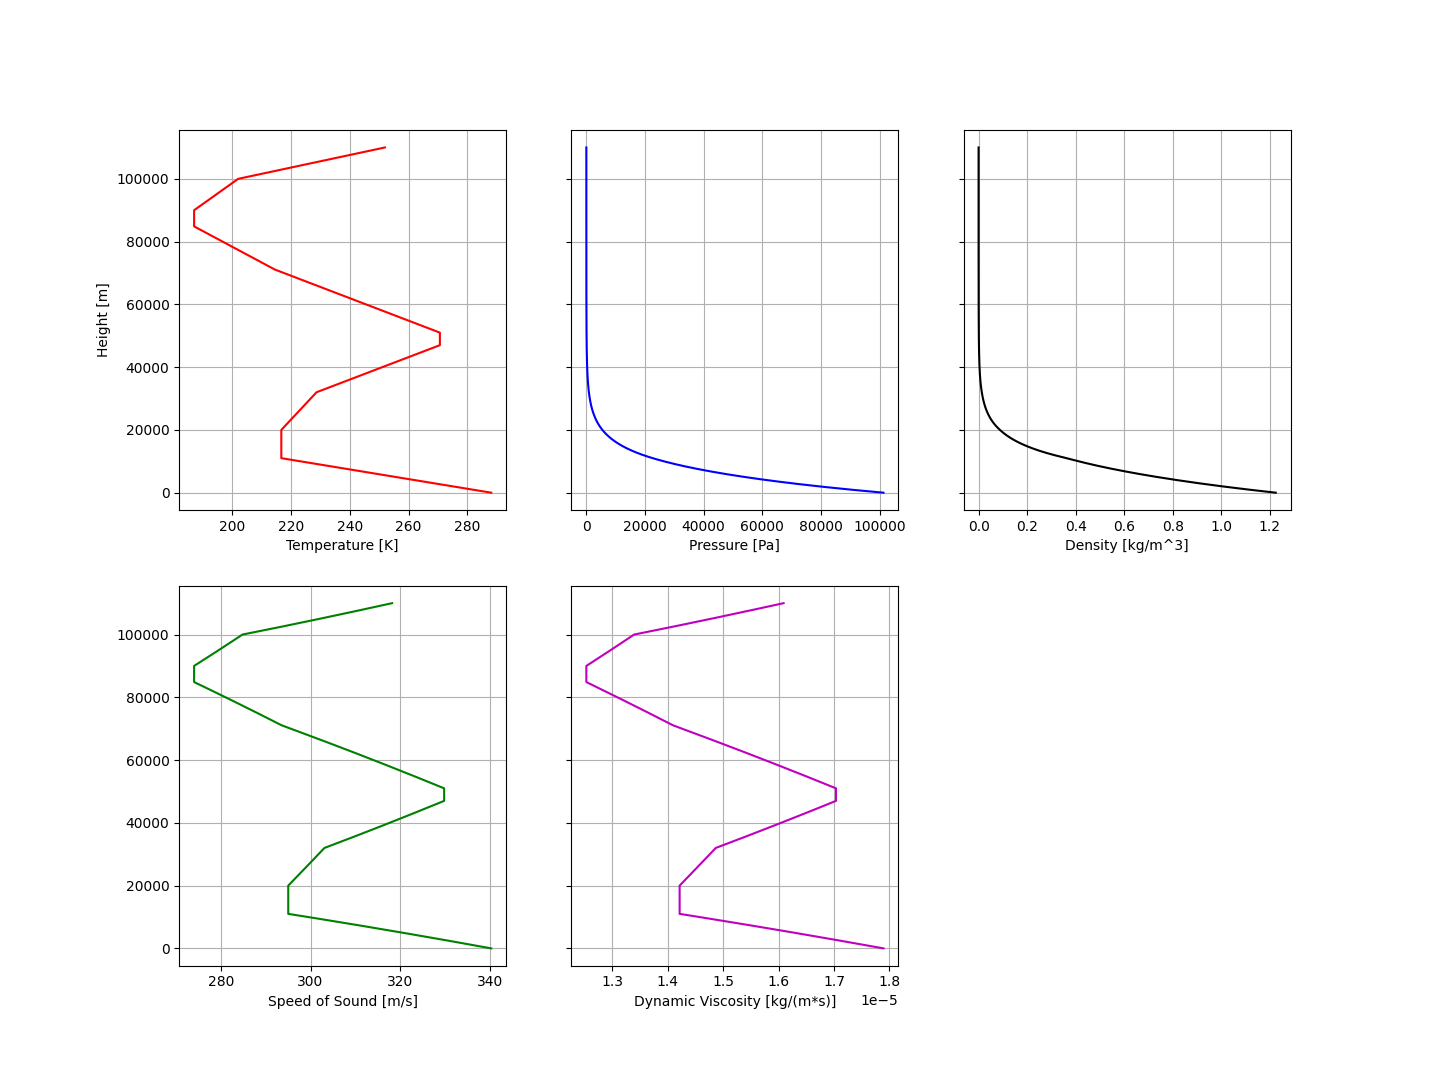 Height [m]
100000
80000
60000
40000
20000
0
200 220 240 260 280
Temperature [K]
0 20000 40000 60000 80000 100000
Pressure [Pa]
0.0 0.2 0.4 0.6 0.8 1.0 1.2
Density [kg/m^3]
100000
80000
60000
40000
20000
0
280 300 320 340
Speed of Sound [m/s]
1.3 1.4 1.5 1.6 1.7 1.8
1e−5
Dynamic Viscosity [kg/(m*s)]